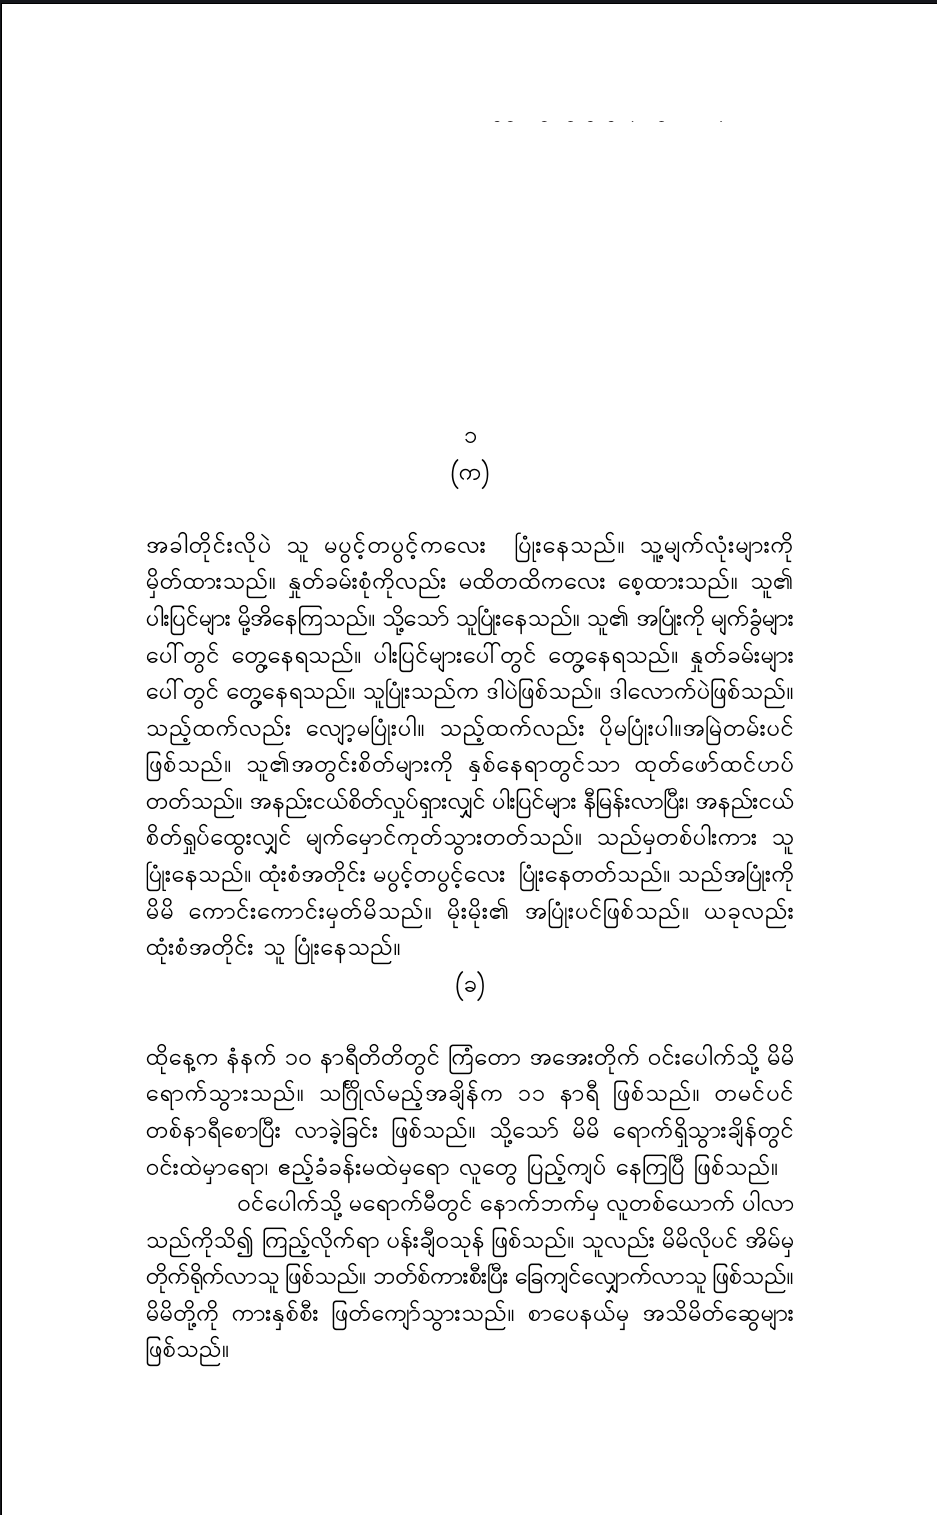 ၁
(က)
အခါတိုင်းလိုပဲ သူ မပွင့်တပွင့်ကလေး ပြုံးနေသည်။ သူ့မျက်လုံးများကို
မှိတ်ထားသည်။ နှုတ်ခမ်းစုံကိုလည်း မထိတထိကလေး စေ့ထားသည်။ သူ၏
ပါးပြင်များ မို့အိနေကြသည်။ သို့သော် သူပြုံးနေသည်။ သူ၏ အပြုံးကို မျက်ခွံများ
ပေါ်တွင် တွေ့နေရသည်။ ပါးပြင်များပေါ်တွင် တွေ့နေရသည်။ နှုတ်ခမ်းများ
ပေါ်တွင် တွေ့နေရသည်။ သူပြုံးသည်က ဒါပဲဖြစ်သည်။ ဒါလောက်ပဲဖြစ်သည်။
သည့်ထက်လည်း လျော့မပြုံးပါ။ သည့်ထက်လည်း ပိုမပြုံးပါ။အမြဲတမ်းပင်
ဖြစ်သည်။ သူ၏အတွင်းစိတ်များကို နှစ်နေရာတွင်သာ ထုတ်ဖော်ထင်ဟပ်
တတ်သည်။ အနည်းငယ်စိတ်လှုပ်ရှားလျှင် ပါးပြင်များ နီမြန်းလာပြီး၊ အနည်းငယ်
စိတ်ရှုပ်ထွေးလျှင် မျက်မှောင်ကုတ်သွားတတ်သည်။ သည်မှတစ်ပါးကား သူ
ပြုံးနေသည်။ ထုံးစံအတိုင်း မပွင့်တပွင့်လေး ပြုံးနေတတ်သည်။ သည်အပြုံးကို
မိမိ ကောင်းကောင်းမှတ်မိသည်။ မိုးမိုး၏ အပြုံးပင်ဖြစ်သည်။ ယခုလည်း
ထုံးစံအတိုင်း သူ ပြုံးနေသည်။
(ခ)
ထိုနေ့က နံနက် ၁၀ နာရီတိတိတွင် ကြံတော အအေးတိုက် ဝင်းပေါက်သို့ မိမိ
ရောက်သွားသည်။ သင်္ဂြိုလ်မည့်အချိန်က ၁၁ နာရီ ဖြစ်သည်။ တမင်ပင်
တစ်နာရီစောပြီး လာခဲ့ခြင်း ဖြစ်သည်။ သို့သော် မိမိ ရောက်ရှိသွားချိန်တွင်
ဝင်းထဲမှာရော၊ ဧည့်ခံခန်းမထဲမှရော လူတွေ ပြည့်ကျပ် နေကြပြီ ဖြစ်သည်။
ဝင်ပေါက်သို့ မရောက်မီတွင် နောက်ဘက်မှ လူတစ်ယောက် ပါလာ
သည်ကိုသိ၍ ကြည့်လိုက်ရာ ပန်းချီဝသုန် ဖြစ်သည်။ သူလည်း မိမိလိုပင် အိမ်မှ
တိုက်ရိုက်လာသူ ဖြစ်သည်။ ဘတ်စ်ကားစီးပြီး ခြေကျင်လျှောက်လာသူ ဖြစ်သည်။
မိမိတို့ကို ကားနှစ်စီး ဖြတ်ကျော်သွားသည်။ စာပေနယ်မှ အသိမိတ်ဆွေများ
ဖြစ်သည်။